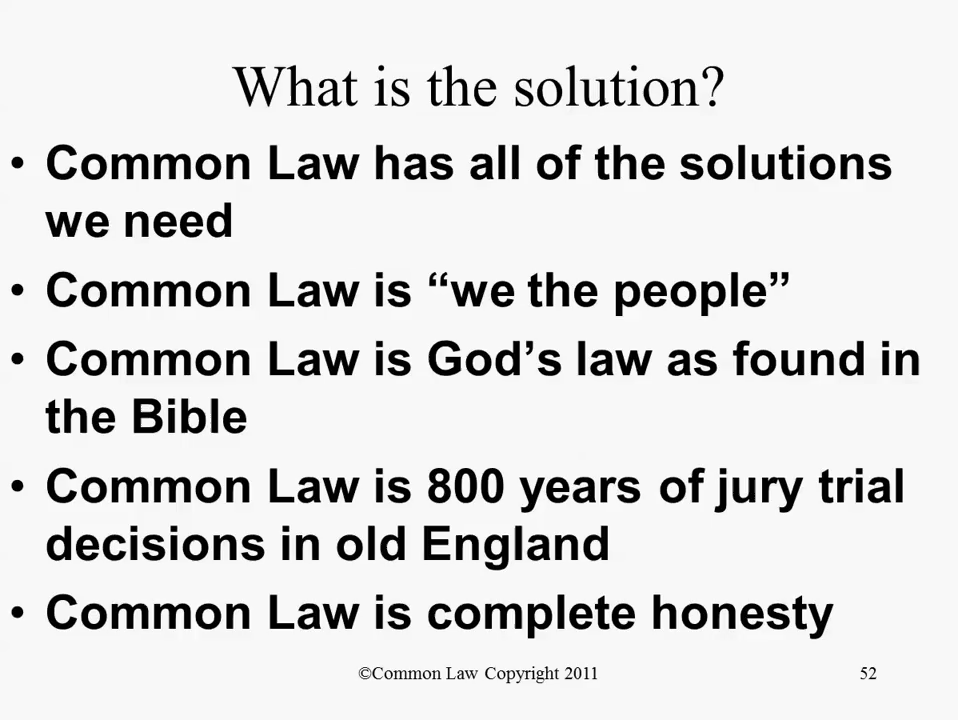 What is the solution?
• Common Law has all of the solutions
we need
• Common Law is “we the people”
• Common Law is God’s law as found in
the Bible
• Common Law is 800 years of jury trial
decisions in old England
• Common Law is complete honesty
©Common Law Copyright 2011
52